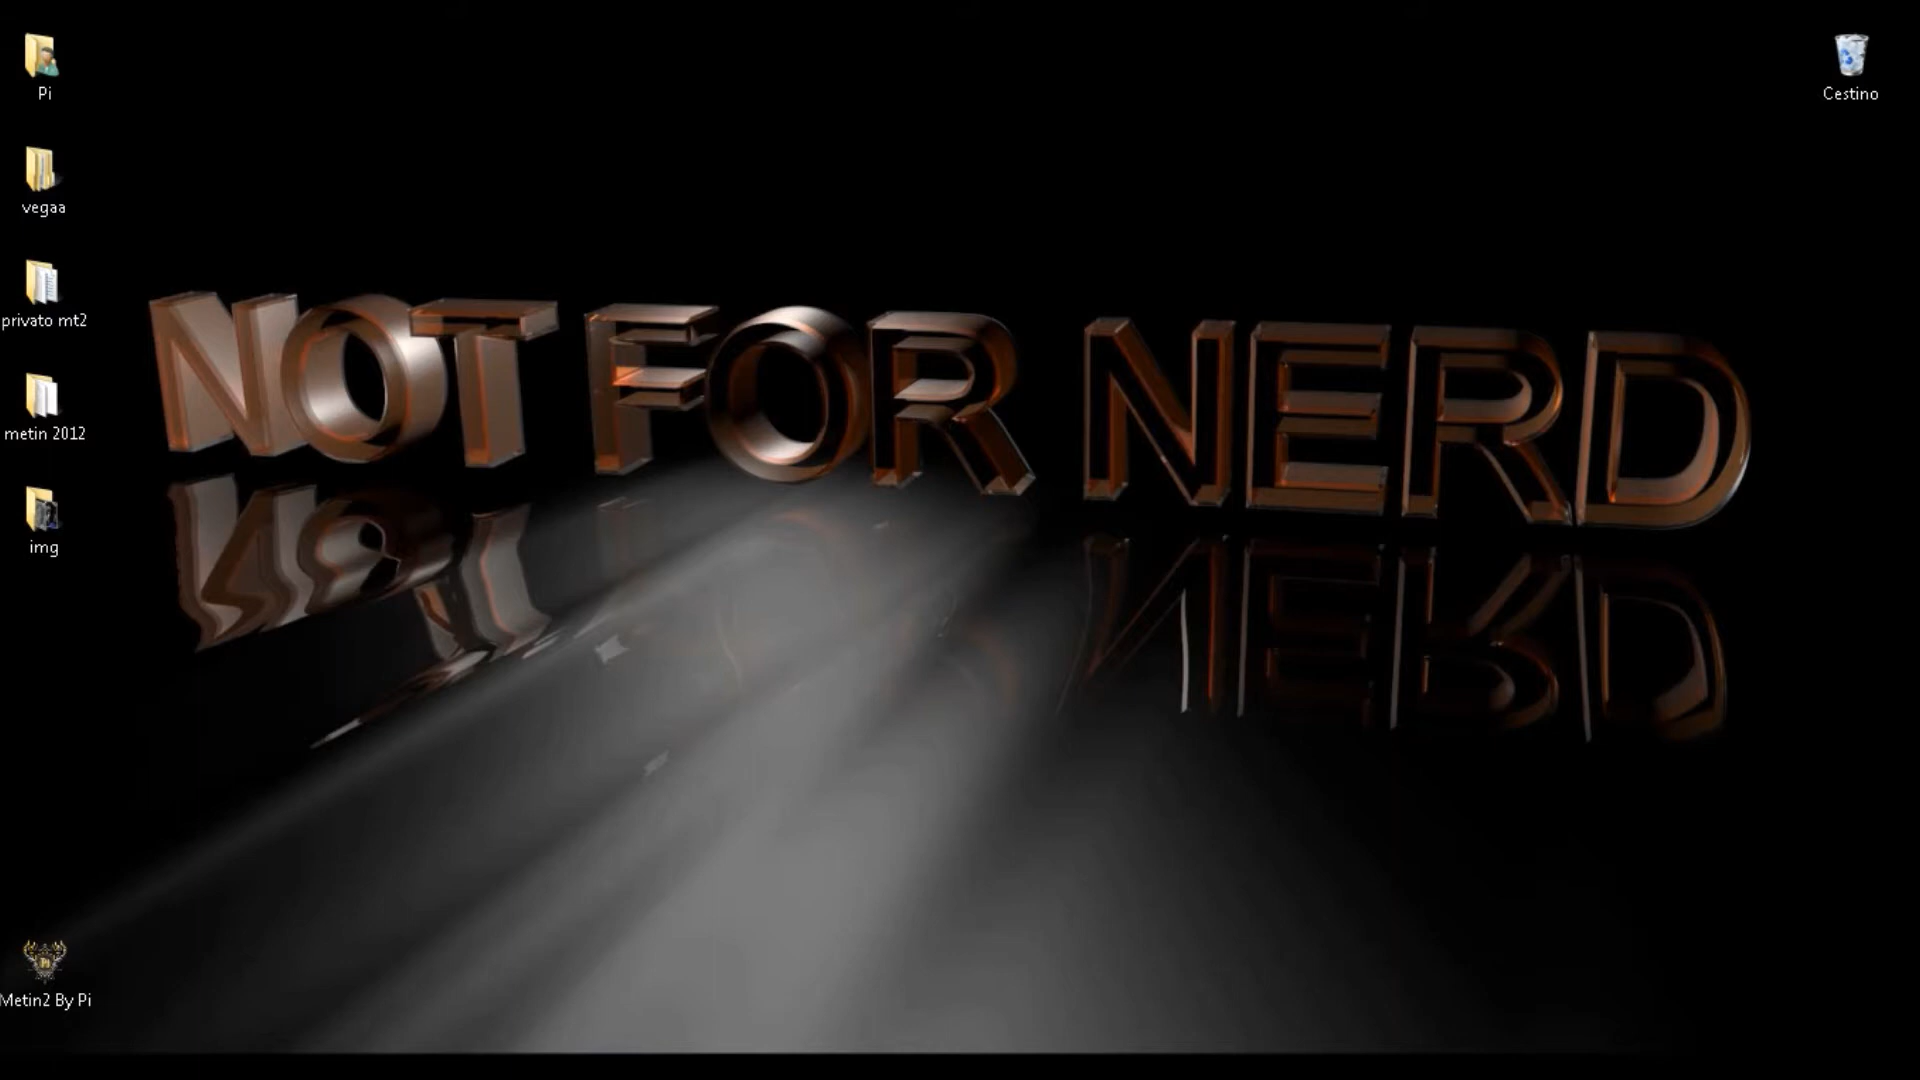 Pi
Cestino
vegaa
NOT FOR NERD
privato mt2
metin 2012
img
Metin2 By Pi